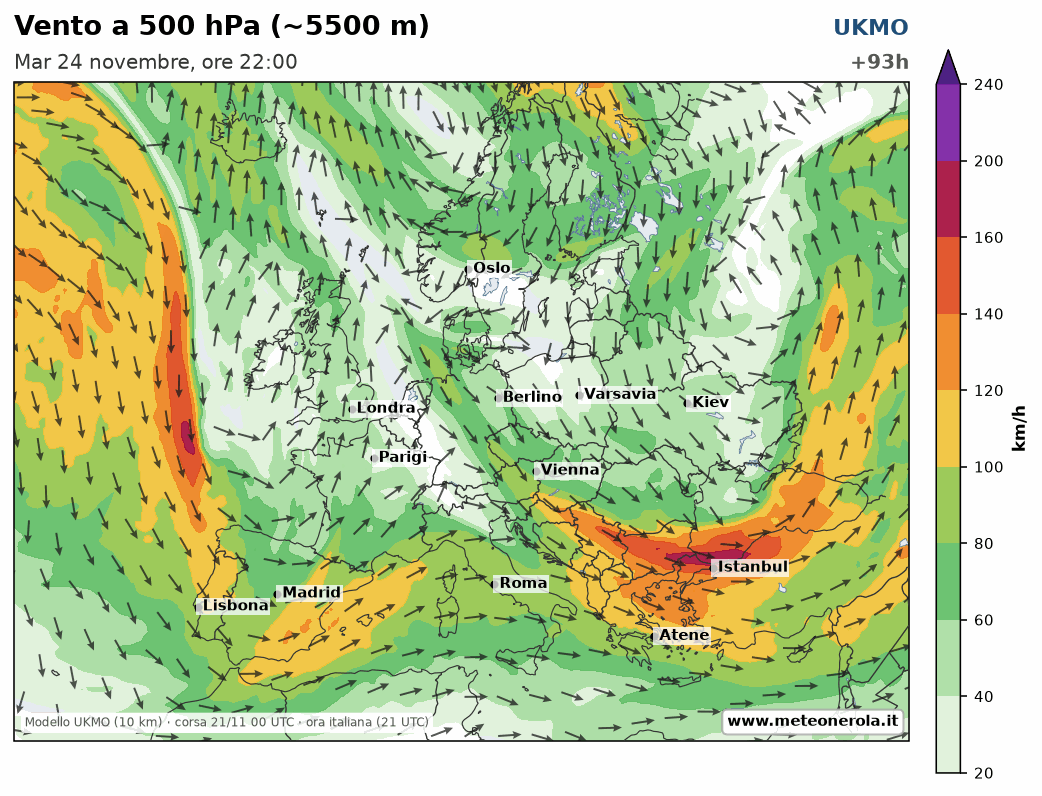 Vento a 500 hPa (~5500 m)
UKMO
Mar 24 novembre, ore 22:00
+93h
240
200
160
140
120
100
80
60
40
20
km/h
Oslo
Londra
Berlino
Varsavia
Kiev
Parigi
Vienna
Istanbul
Roma
Madrid
Lisbona
Atene
Modello UKMO (10 km) · corsa 21/11 00 UTC · ora italiana (21 UTC)
www.meteonerola.it